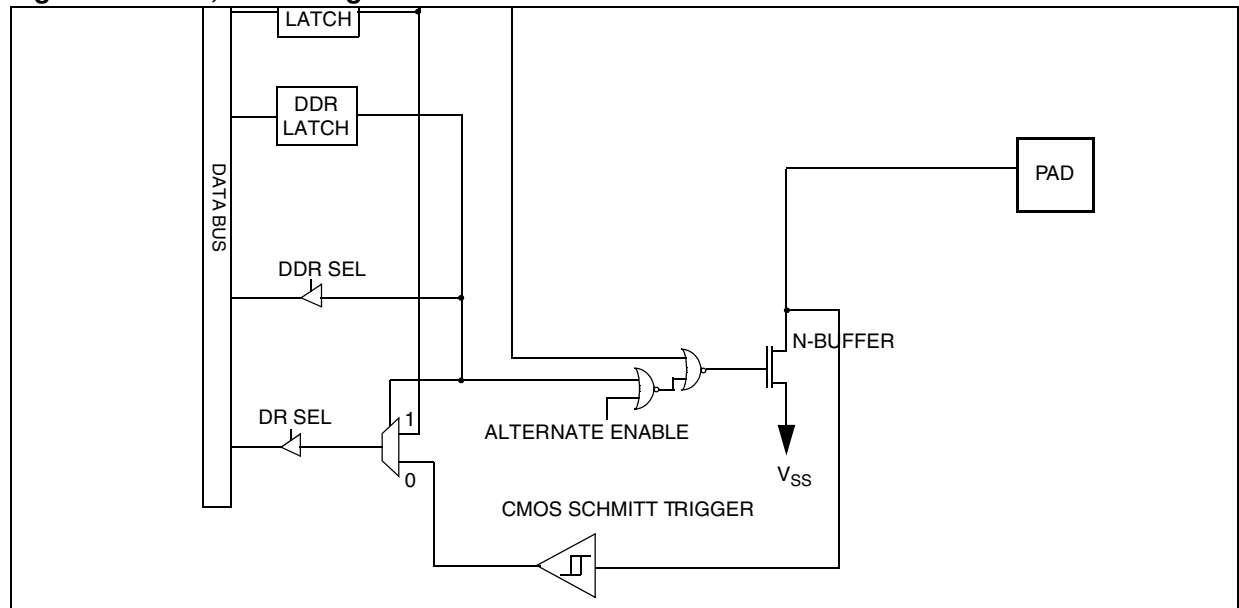 LATCH
DDR
LATCH
DATA BUS
PAD
DDR SEL
N-BUFFER
DR SEL
1
ALTERNATE ENABLE
0
VSS
CMOS SCHMITT TRIGGER